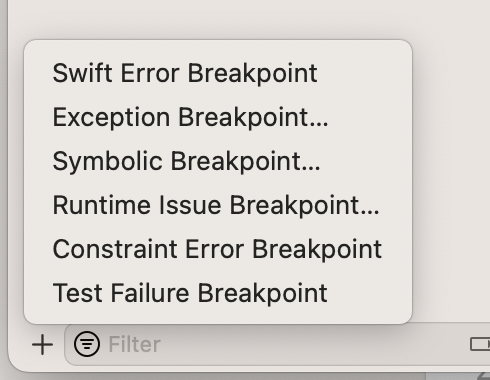 Swift Error Breakpoint
Exception Breakpoint...
Symbolic Breakpoint...
Runtime Issue Breakpoint...
Constraint Error Breakpoint
Test Failure Breakpoint
Filter